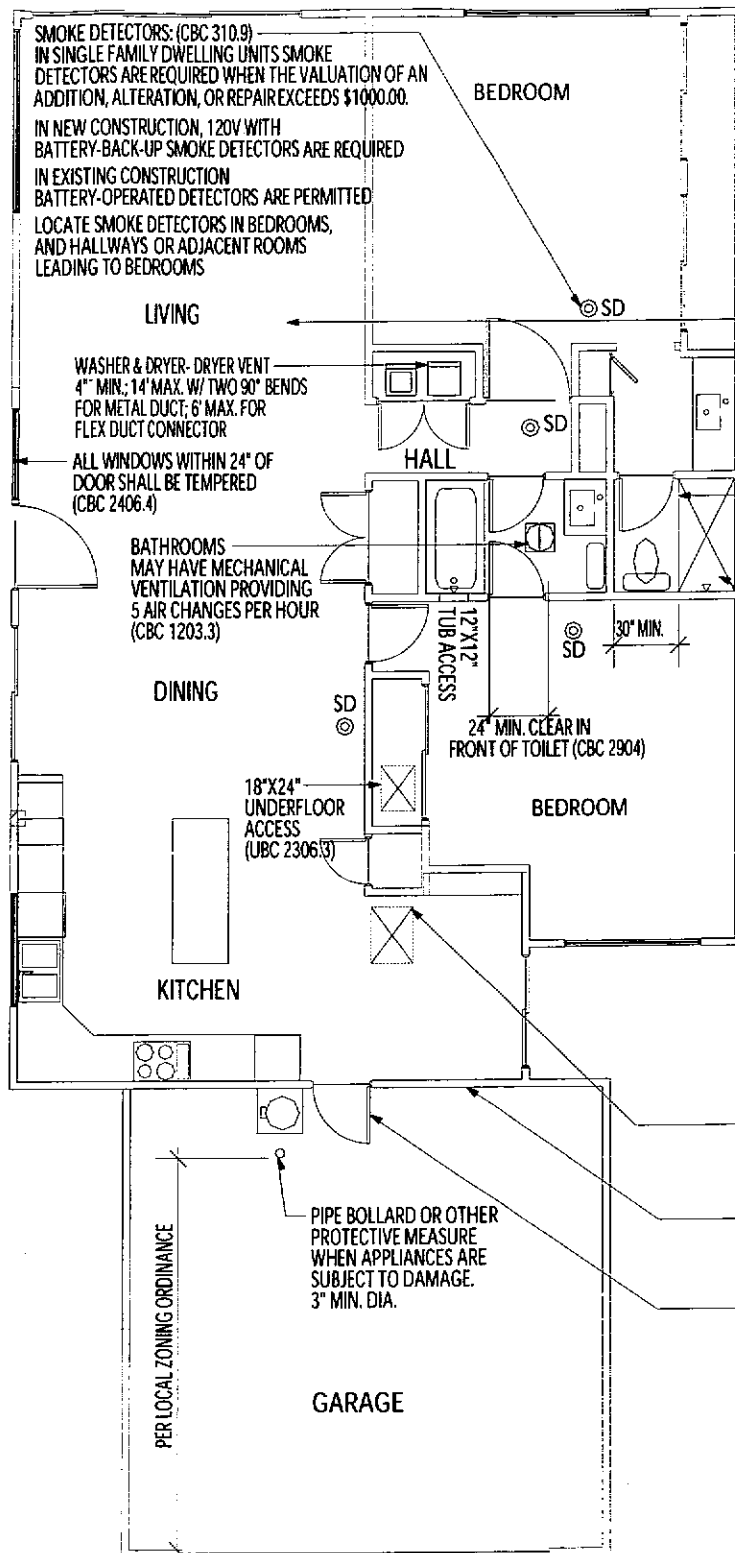 SMOKE DETECTORS: (CBC 310.9)
IN SINGLE FAMILY DWELLING UNITS SMOKE
DETECTORS ARE REQUIRED WHEN THE VALUATION OF AN
ADDITION, ALTERATION, OR REPAIR EXCEEDS $1000.00.
IN NEW CONSTRUCTION, 120V WITH
BATTERY-BACK-UP SMOKE DETECTORS ARE REQUIRED
IN EXISTING CONSTRUCTION
BATTERY-OPERATED DETECTORS ARE PERMITTED
LOCATE SMOKE DETECTORS IN BEDROOMS,
AND HALLWAYS OR ADJACENT ROOMS
LEADING TO BEDROOMS
BEDROOM
SD
LIVING
WASHER & DRYER- DRYER VENT
4"" MIN.; 14' MAX. W/ TWO 90° BENDS
FOR METAL DUCT; 6' MAX. FOR
FLEX DUCT CONNECTOR
SD
HALL
ALL WINDOWS WITHIN 24" OF
DOOR SHALL BE TEMPERED
(CBC 2406.4)
BATHROOMS
MAY HAVE MECHANICAL
VENTILATION PROVIDING
5 AIR CHANGES PER HOUR
(CBC 1203.3)
12"X12"
TUB ACCESS
SD
30" MIN.
DINING
SD
24" MIN. CLEAR IN
FRONT OF TOILET (CBC 2904)
18"X24"
UNDERFLOOR
ACCESS
(UBC 2306.3)
BEDROOM
KITCHEN
PIPE BOLLARD OR OTHER
PROTECTIVE MEASURE
WHEN APPLIANCES ARE
SUBJECT TO DAMAGE.
3" MIN. DIA.
PER LOCAL ZONING ORDINANCE
GARAGE